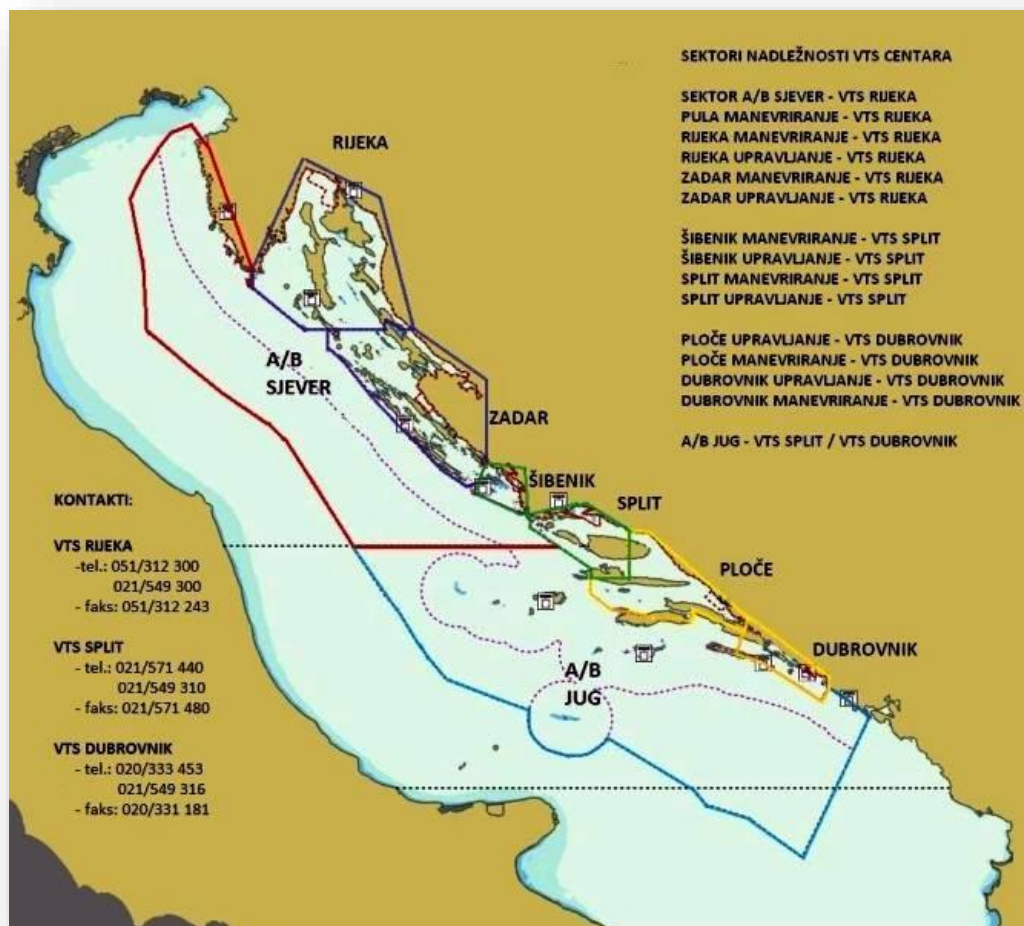 SEKTORI NADLEŽNOSTI VTS CENTARA
SEKTOR A/B SJEVER - VTS RIJEKA
PULA MANEVRIRANJE - VTS RIJEKA
RIJEKA MANEVRIRANJE - VTS RIJEKA
RIJEKA UPRAVLJANJE - VTS RIJEKA
ZADAR MANEVRIRANJE - VTS RIJEKA
ZADAR UPRAVLJANJE - VTS RIJEKA
ŠIBENIK MANEVRIRANJE - VTS SPLIT
ŠIBENIK UPRAVLJANJE - VTS SPLIT
SPLIT MANEVRIRANJE - VTS SPLIT
SPLIT UPRAVLJANJE - VTS SPLIT
PLOČE UPRAVLJANJE - VTS DUBROVNIK
PLOČE MANEVRIRANJE - VTS DUBROVNIK
DUBROVNIK UPRAVLJANJE - VTS DUBROVNIK
DUBROVNIK MANEVRIRANJE - VTS DUBROVNIK
A/B JUG - VTS SPLIT / VTS DUBROVNIK
RIJEKA
A/B
SJEVER
ZADAR
ŠIBENIK
SPLIT
PLOČE
DUBROVNIK
A/B
JUG
KONTAKTI:
VTS RIJEKA
-tel.: 051/312 300
021/549 300
- faks: 051/312 243
VTS SPLIT
- tel.: 021/571 440
021/549 310
- faks: 021/571 480
VTS DUBROVNIK
- tel.: 020/333 453
021/549 316
- faks: 020/331 181